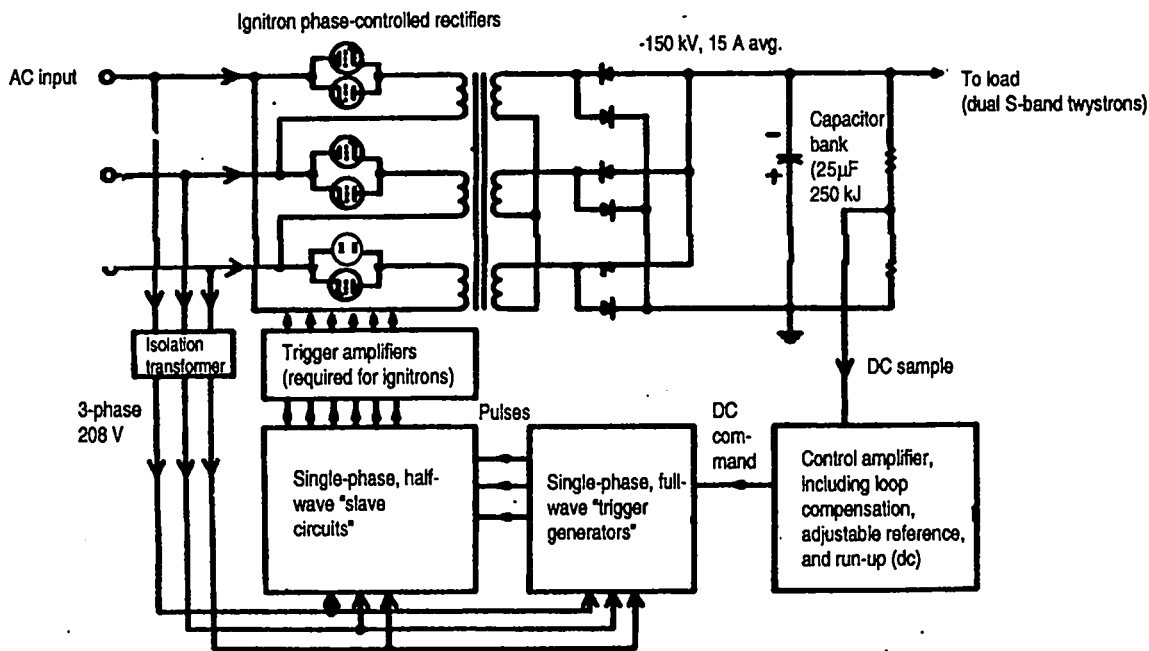 Ignitron phase-controlled rectifiers
-150 kV, 15 A avg.
AC input
To load
(dual S-band twystrons)
Capacitor
bank
(25µF
250 kJ
-
+
Isolation
transformer
Trigger amplifiers
(required for ignitrons)
DC sample
3-phase
208 V
Pulses
DC
com-
mand
Single-phase, half-
wave "slave
circuits"
Single-phase, full-
wave "trigger
generators"
Control amplifier,
including loop
compensation,
adjustable reference,
and run-up (dc)